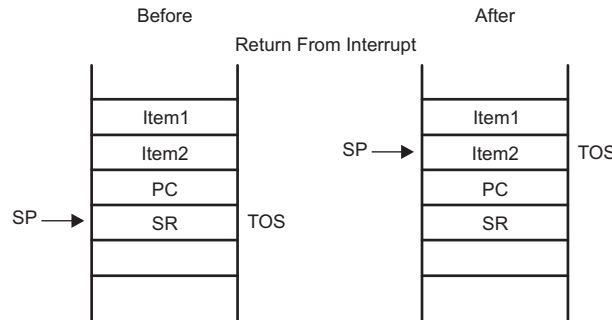 Before
After
Return From Interrupt
Item1
SP
Item2
PC
SR
TOS
Item1
SP
Item2
TOS
PC
SR